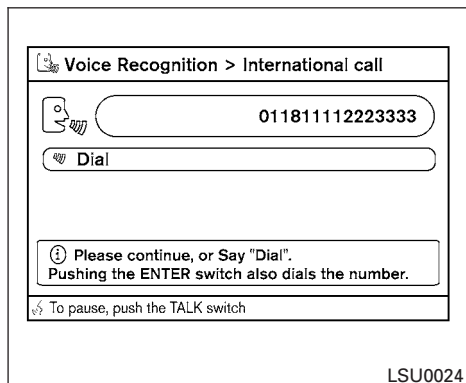 Voice Recognition > International call
011811112223333
Dial
Please continue, or Say "Dial".
Pushing the ENTER switch also dials the number.
To pause, push the TALK switch
LSU0024